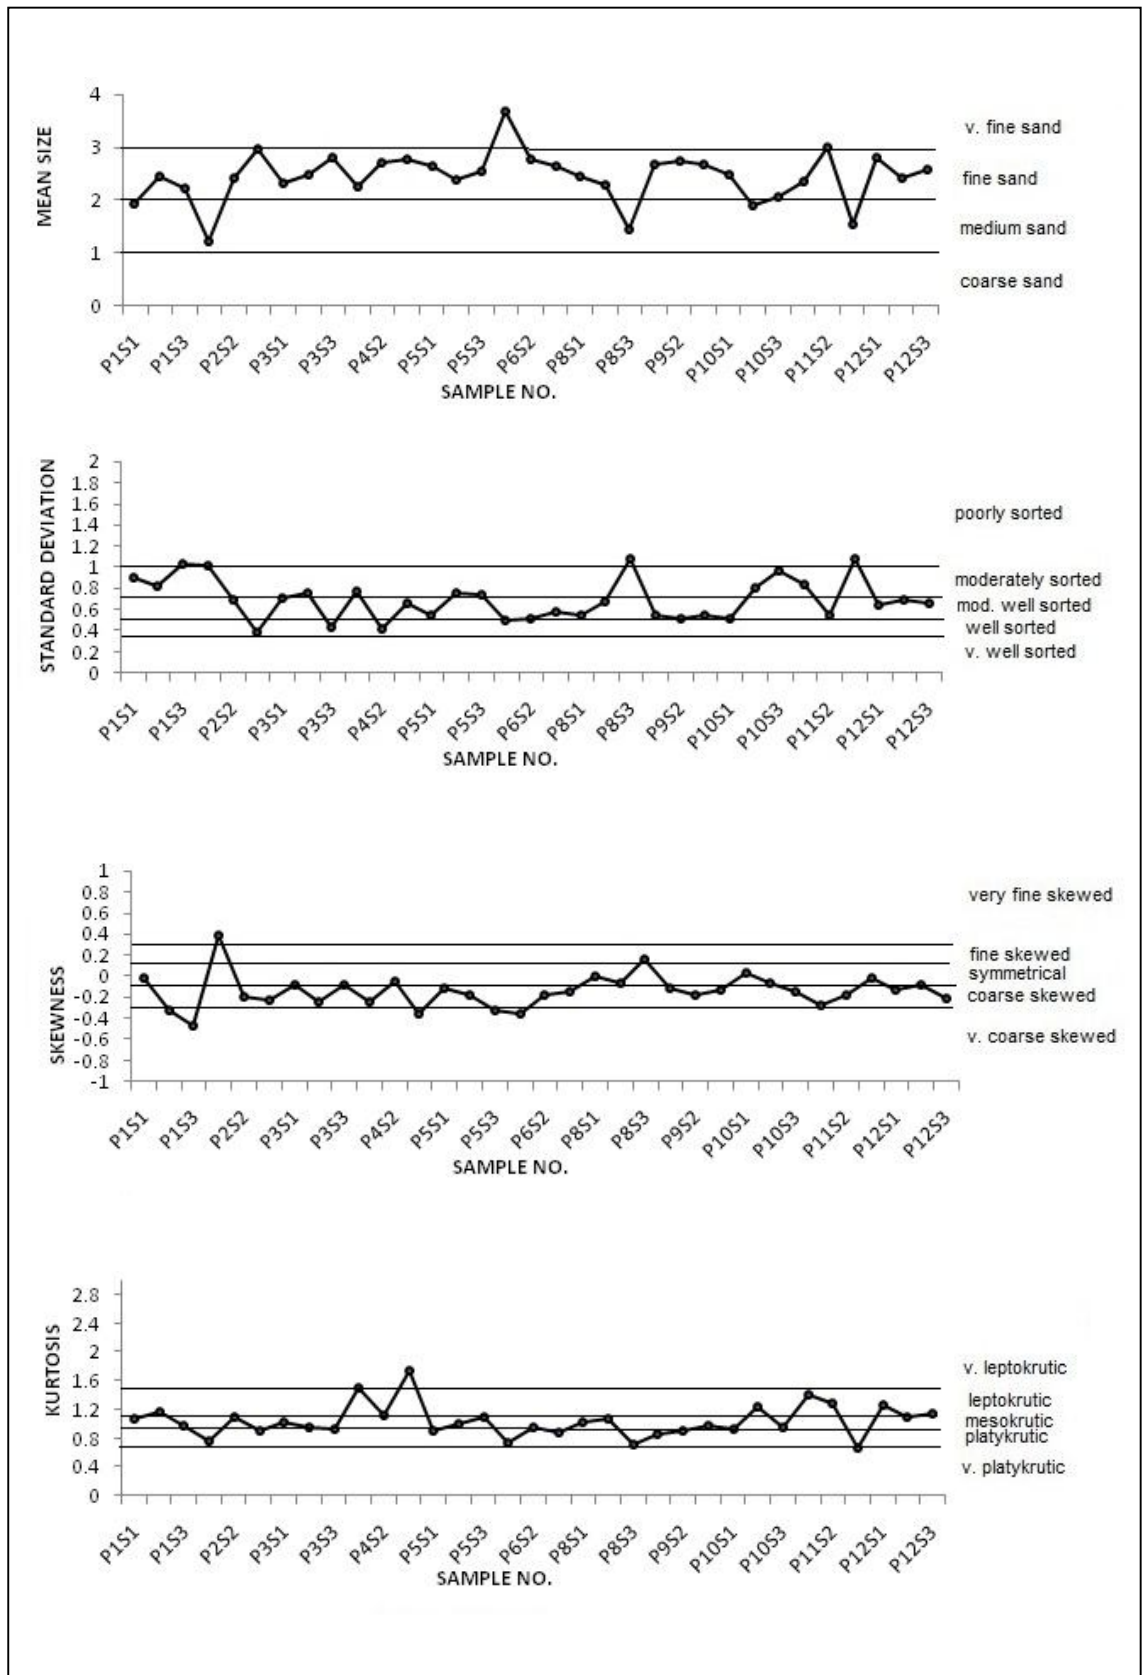 MEAN SIZE
4
3
2
1
0
v. fine sand
fine sand
medium sand
coarse sand
P1S1 P1S3 P2S2 P3S1 P3S3 P4S2 P5S1 P5S3 P6S2 P8S1 P8S3 P9S2 P10S1 P10S3 P11S2 P12S1 P12S3
SAMPLE NO.
STANDARD DEVIATION
2
1.8
1.6
1.4
1.2
1
0.8
0.6
0.4
0.2
0
poorly sorted
moderately sorted
mod. well sorted
well sorted
v. well sorted
P1S1 P1S3 P2S2 P3S1 P3S3 P4S2 P5S1 P5S3 P6S2 P8S1 P8S3 P9S2 P10S1 P10S3 P11S2 P12S1 P12S3
SAMPLE NO.
SKEWNESS
1
0.8
0.6
0.4
0.2
0
-0.2
-0.4
-0.6
-0.8
-1
very fine skewed
fine skewed
symmetrical
coarse skewed
v. coarse skewed
P1S1 P1S3 P2S2 P3S1 P3S3 P4S2 P5S1 P5S3 P6S2 P8S1 P8S3 P9S2 P10S1 P10S3 P11S2 P12S1 P12S3
SAMPLE NO.
KURTOSIS
2.8
2.4
2
1.6
1.2
0.8
0.4
0
v. leptokrutic
leptokrutic
mesokrutic
platykrutic
v. platykrutic
P1S1 P1S3 P2S2 P3S1 P3S3 P4S2 P5S1 P5S3 P6S2 P8S1 P8S3 P9S2 P10S1 P10S3 P11S2 P12S1 P12S3
SAMPLE NO.